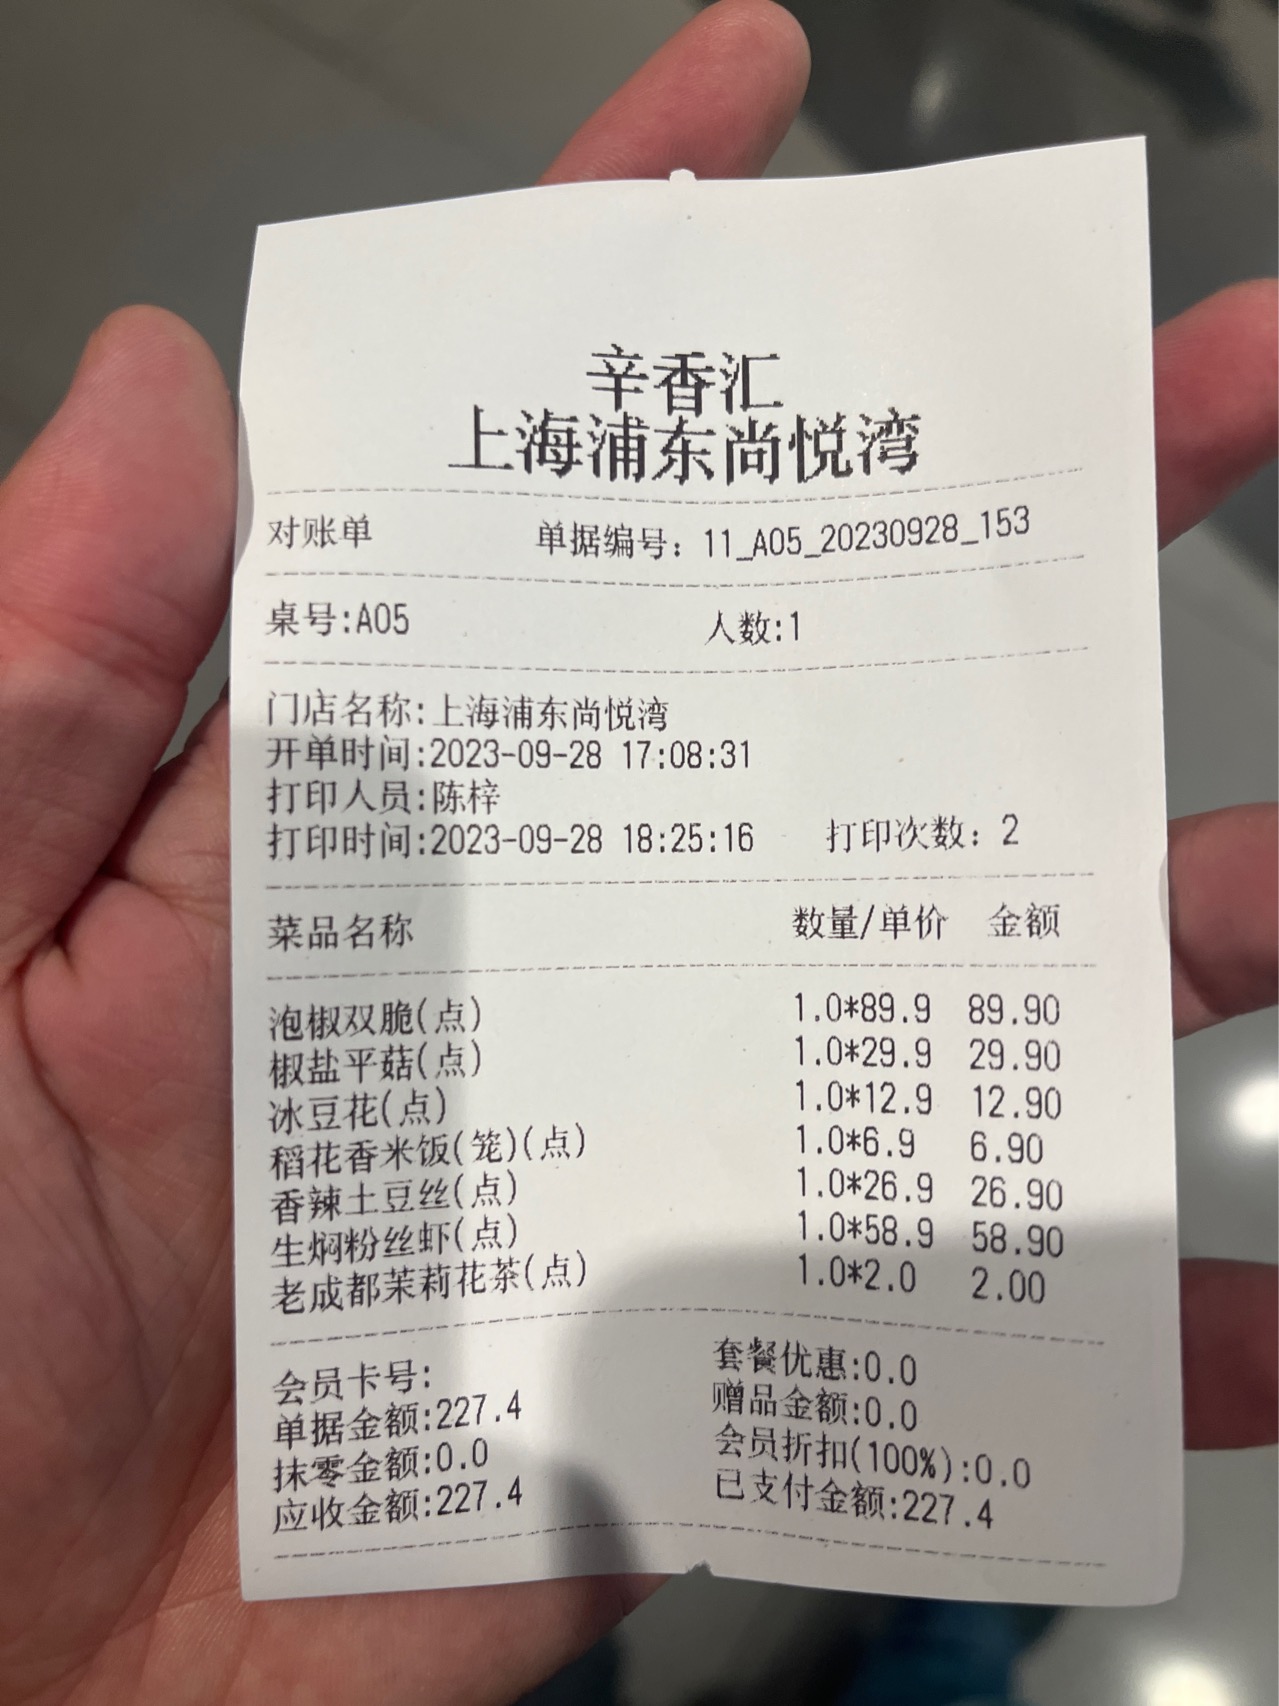 辛香汇
上海浦东尚悦湾
对账单 单据编号：11_A05_20230928_153
桌号:A05 人数:1
门店名称:上海浦东尚悦湾
开单时间:2023-09-28 17:08:31
打印人员:陈梓
打印时间:2023-09-28 18:25:16 打印次数：2
菜品名称 数量/单价 金额
泡椒双脆(点) 1.0*89.9 89.90
椒盐平菇(点) 1.0*29.9 29.90
冰豆花(点) 1.0*12.9 12.90
稻花香米饭(笼)(点) 1.0*6.9 6.90
香辣土豆丝(点) 1.0*26.9 26.90
生焖粉丝虾(点) 1.0*58.9 58.90
老成都茉莉花茶(点) 1.0*2.0 2.00
会员卡号: 套餐优惠:0.0
单据金额:227.4 赠品金额:0.0
抹零金额:0.0 会员折扣(100%):0.0
应收金额:227.4 已支付金额:227.4